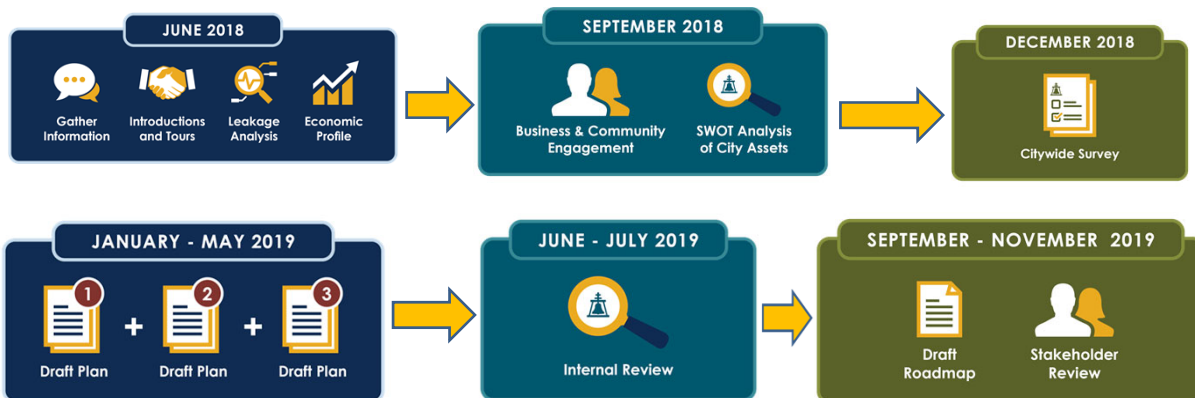 JUNE 2018
Gather
Information
Introductions
and Tours
Leakage
Analysis
Economic
Profile
SEPTEMBER 2018
Business & Community
Engagement
SWOT Analysis
of City Assets
DECEMBER 2018
Citywide Survey
JANUARY - MAY 2019
1
Draft Plan
+
2
Draft Plan
+
3
Draft Plan
JUNE - JULY 2019
Internal Review
SEPTEMBER - NOVEMBER 2019
Draft
Roadmap
Stakeholder
Review